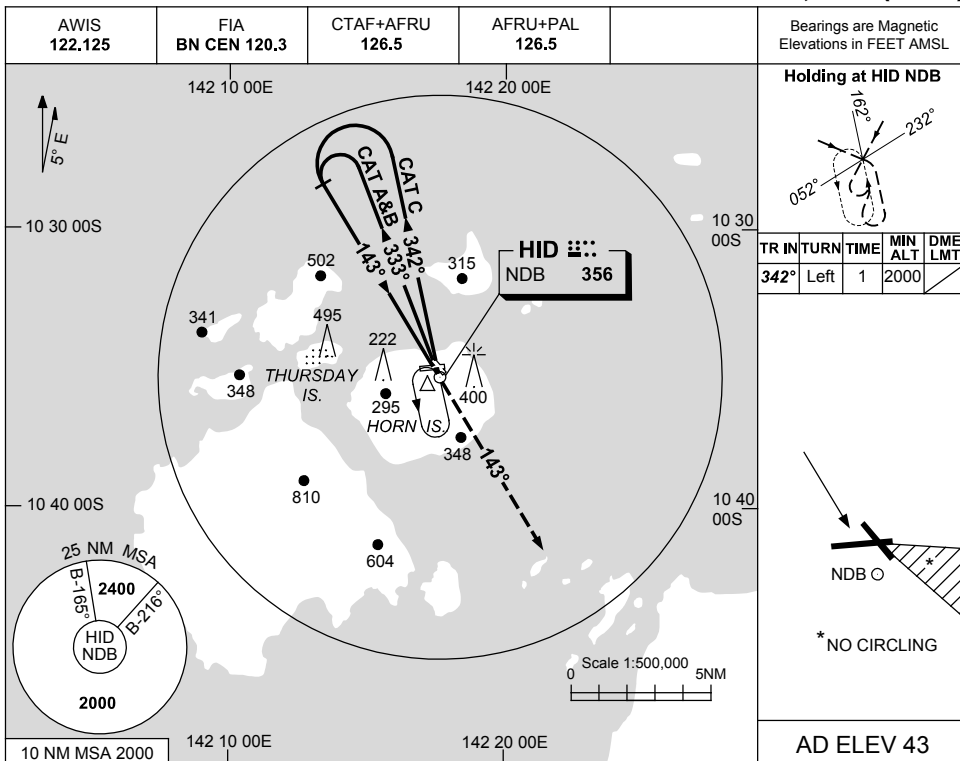 AWIS
122.125
FIA
BN CEN 120.3
CTAF+AFRU
126.5
AFRU+PAL
126.5
Bearings are Magnetic
Elevations in FEET AMSL
142 10 00E
142 20 00E
5° E
CAT A&B
CAT C
143°
333°
342°
10 30 00S
10 30
00S
HID
NDB 356
502
315
341
495
222
348
THURSDAY
IS.
295
HORN IS.
400
348
143°
810
604
10 40 00S
10 40
00S
25 NM MSA
B-165°
2400
B-216°
HID
NDB
2000
Scale 1:500,000
0 5NM
10 NM MSA 2000
142 10 00E
142 20 00E
Holding at HID NDB
162°
232°
052°
TR IN TURN TIME MIN ALT DME LMT
342° Left 1 2000
NDB
*
*NO CIRCLING
AD ELEV 43